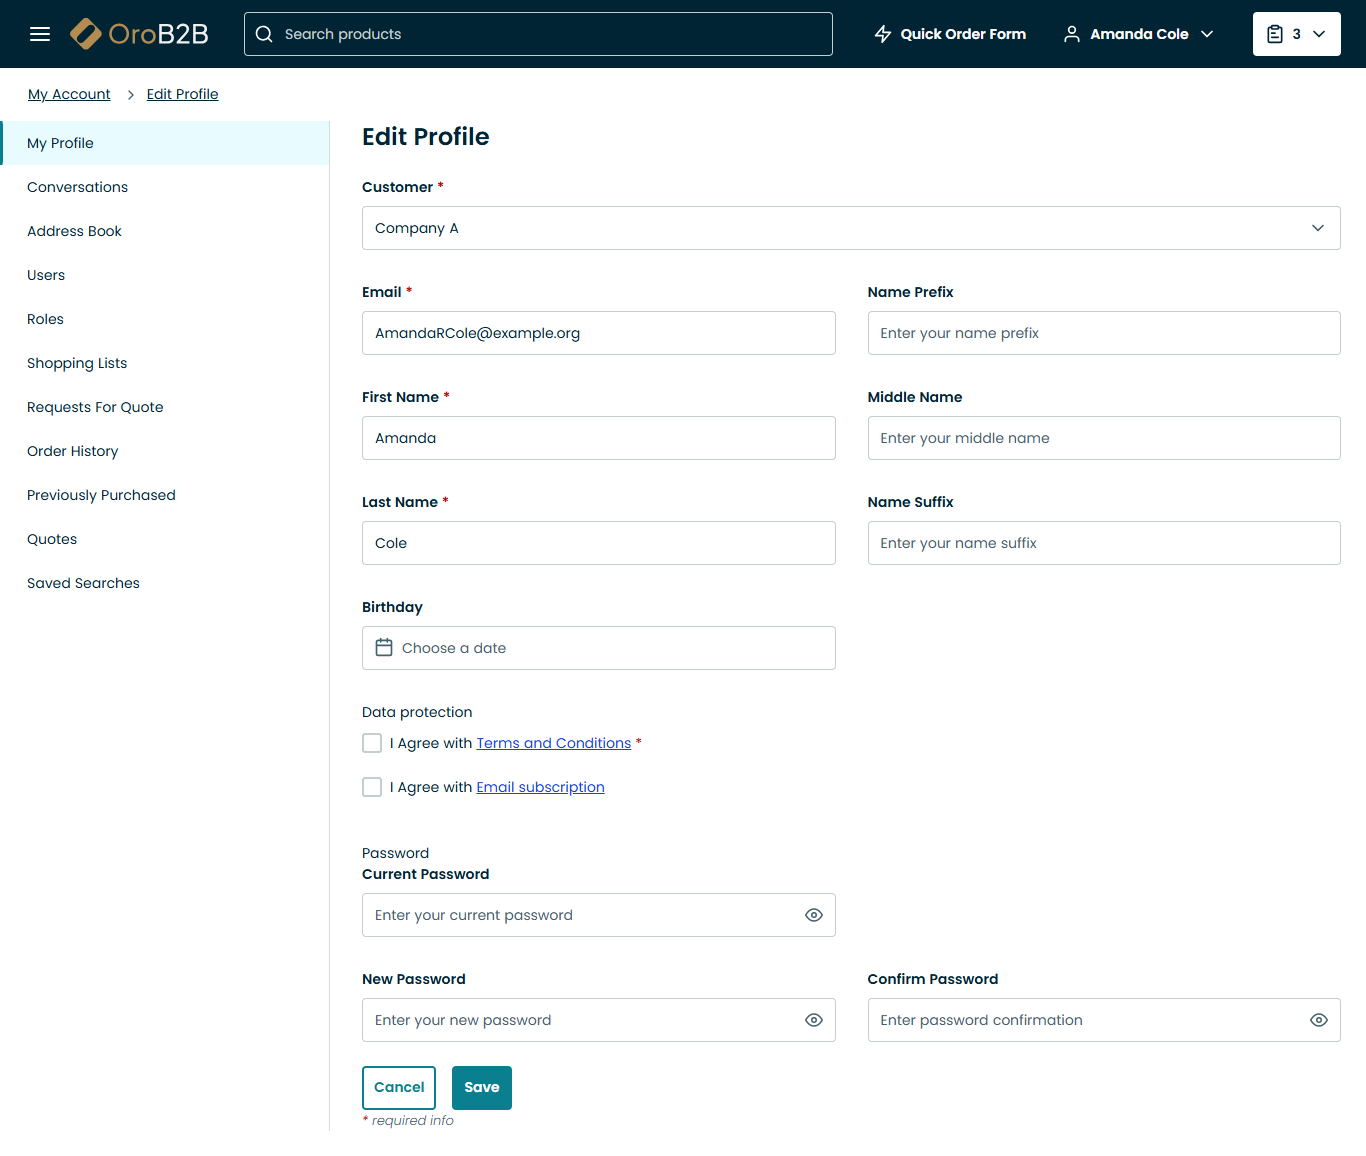 OroB2B
Search products
Quick Order Form
Amanda Cole
3
My Account
Edit Profile
My Profile
Conversations
Address Book
Users
Roles
Shopping Lists
Requests For Quote
Order History
Previously Purchased
Quotes
Saved Searches
Edit Profile
Customer *
Company A
Email *
AmandaRCole@example.org
Name Prefix
Enter your name prefix
First Name *
Amanda
Middle Name
Enter your middle name
Last Name *
Cole
Name Suffix
Enter your name suffix
Birthday
Choose a date
Data protection
I Agree with Terms and Conditions *
I Agree with Email subscription
Password
Current Password
Enter your current password
New Password
Enter your new password
Confirm Password
Enter password confirmation
Cancel
Save
* required info